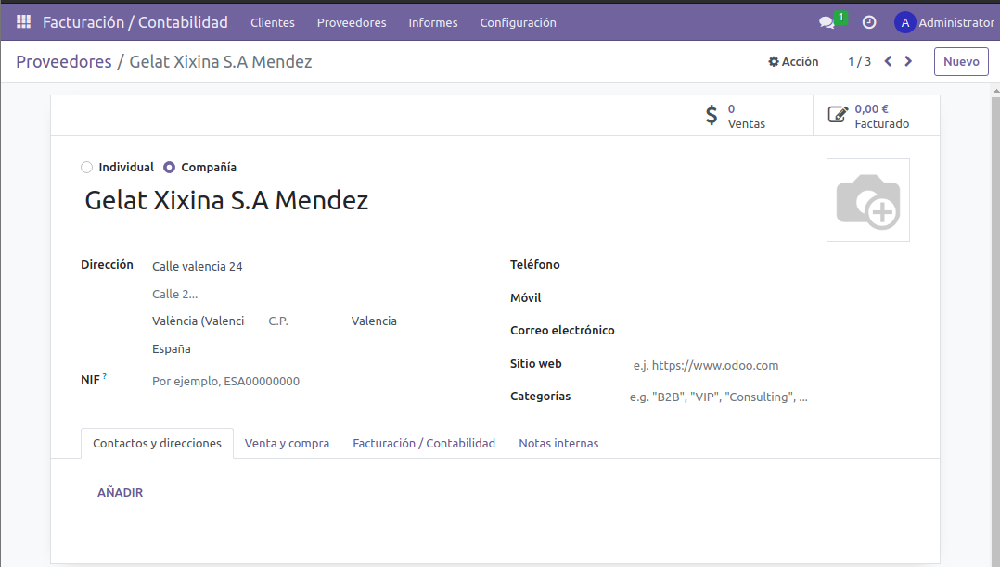 Facturación / Contabilidad Clientes Proveedores Informes Configuración 1 A Administrator
Proveedores / Gelat Xixina S.A Mendez Acción 1 / 3 Nuevo
$ 0 Ventas 0,00 € Facturado
Individual Compañía
Gelat Xixina S.A Mendez
Dirección Calle valencia 24 Teléfono
Calle 2... Móvil
València (Valenci C.P. Valencia Correo electrónico
España Sitio web e.j. https://www.odoo.com
NIF ? Por ejemplo, ESA00000000 Categorías e.g. "B2B", "VIP", "Consulting", ...
Contactos y direcciones Venta y compra Facturación / Contabilidad Notas internas
AÑADIR